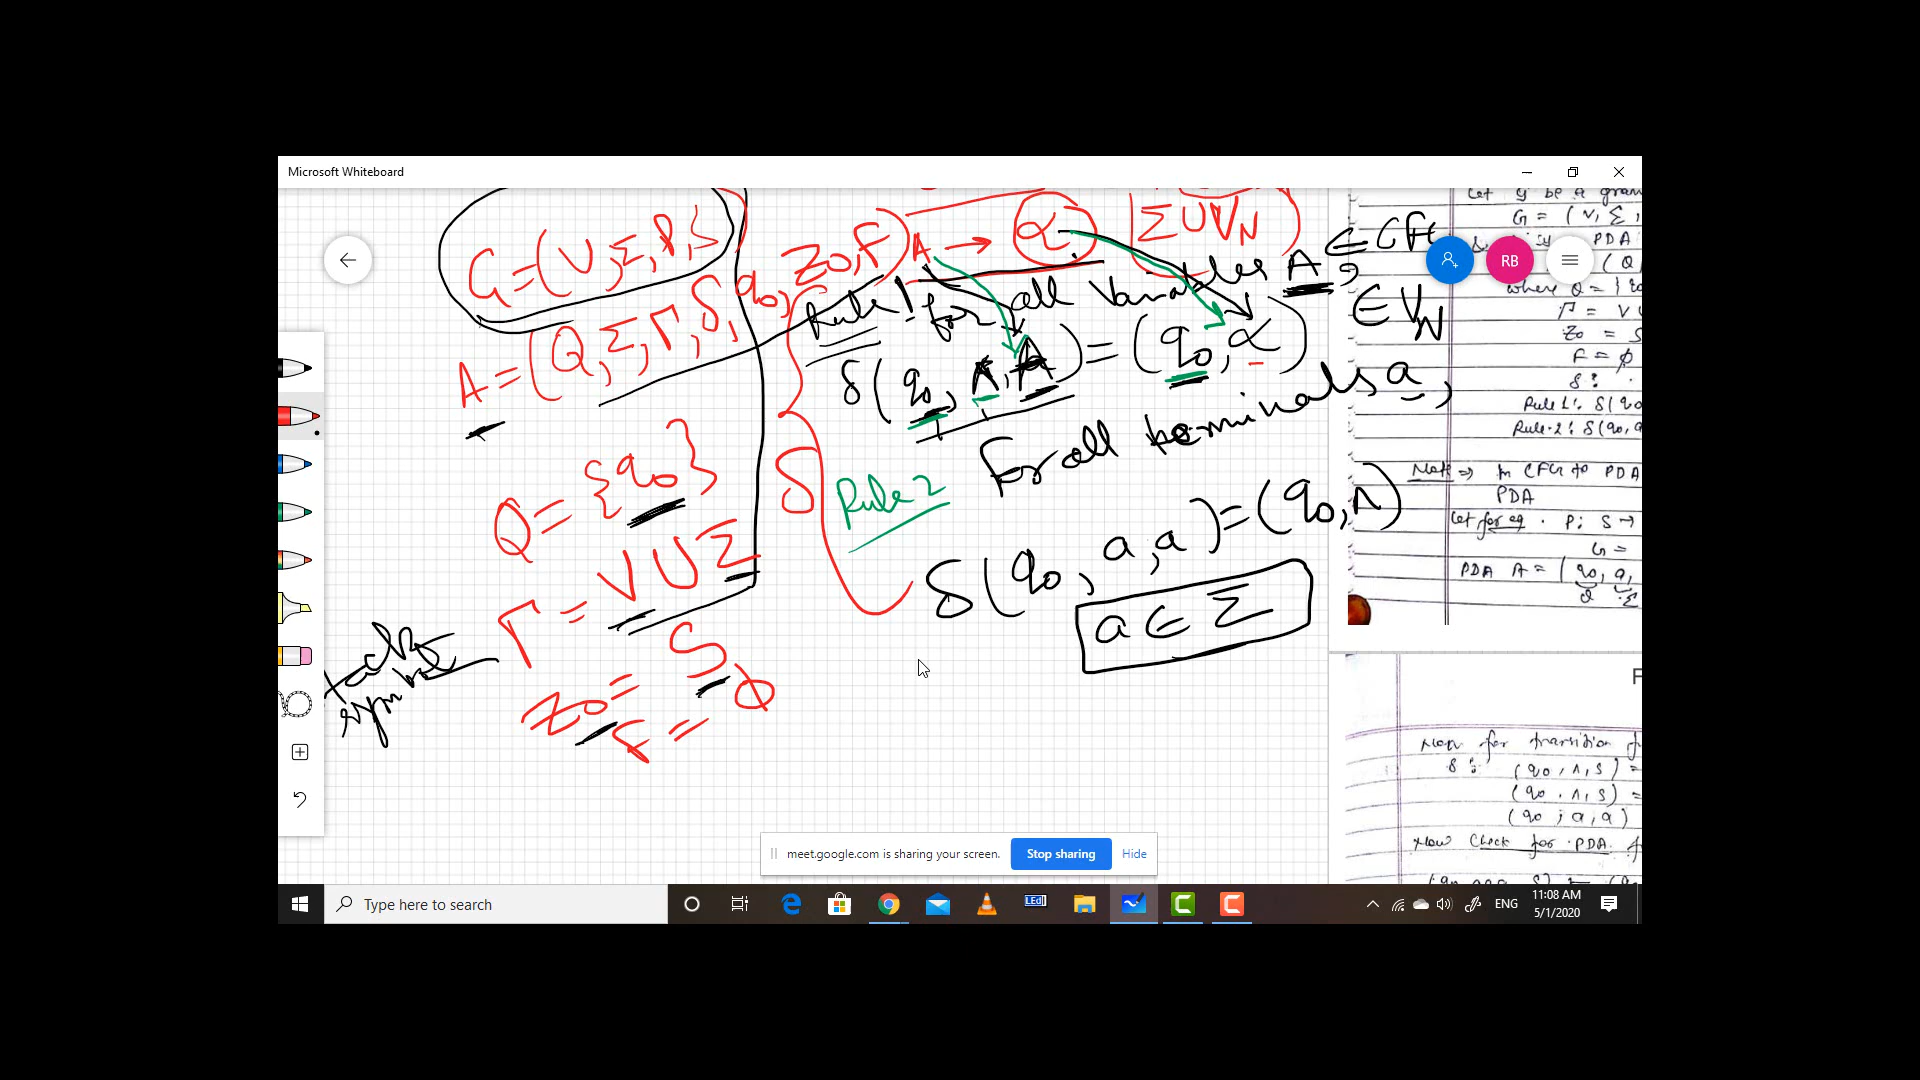 Microsoft Whiteboard
G = (V, Σ, P, S
A = (Q, Σ, Γ, δ, q0, z0, F)
Q = {q0}
Γ = V U Σ
stack symbol
z0 = S
F = φ
A → α
Σ U VN
A ∈ CFG
Rule 1 for all Variables A
∈ VN
δ(q0, Λ, A) = (q0, α)
δ
Rule 2
For all terminals a,
δ(q0, a, a) = (q0, Λ)
a ∈ Σ
RB
Let G be a gram
G = (V, Σ,
PDA
(Q
where Q = {q0
Γ = V U
z0 = S
F = φ
δ:
Rule 1: δ(q0
Rule-2: δ(q0, a
Note ⇒ In CFG to PDA
PDA
Let for eg. P: S →
G =
PDA A = (q0, a,
Q Σ
F
Now for transition f
δ: (q0, Λ, S) =
(q0, Λ, S) =
(q0, a, a)
Now Check for PDA f
meet.google.com is sharing your screen.
Stop sharing
Hide
Type here to search
LEd
ENG
11:08 AM
5/1/2020